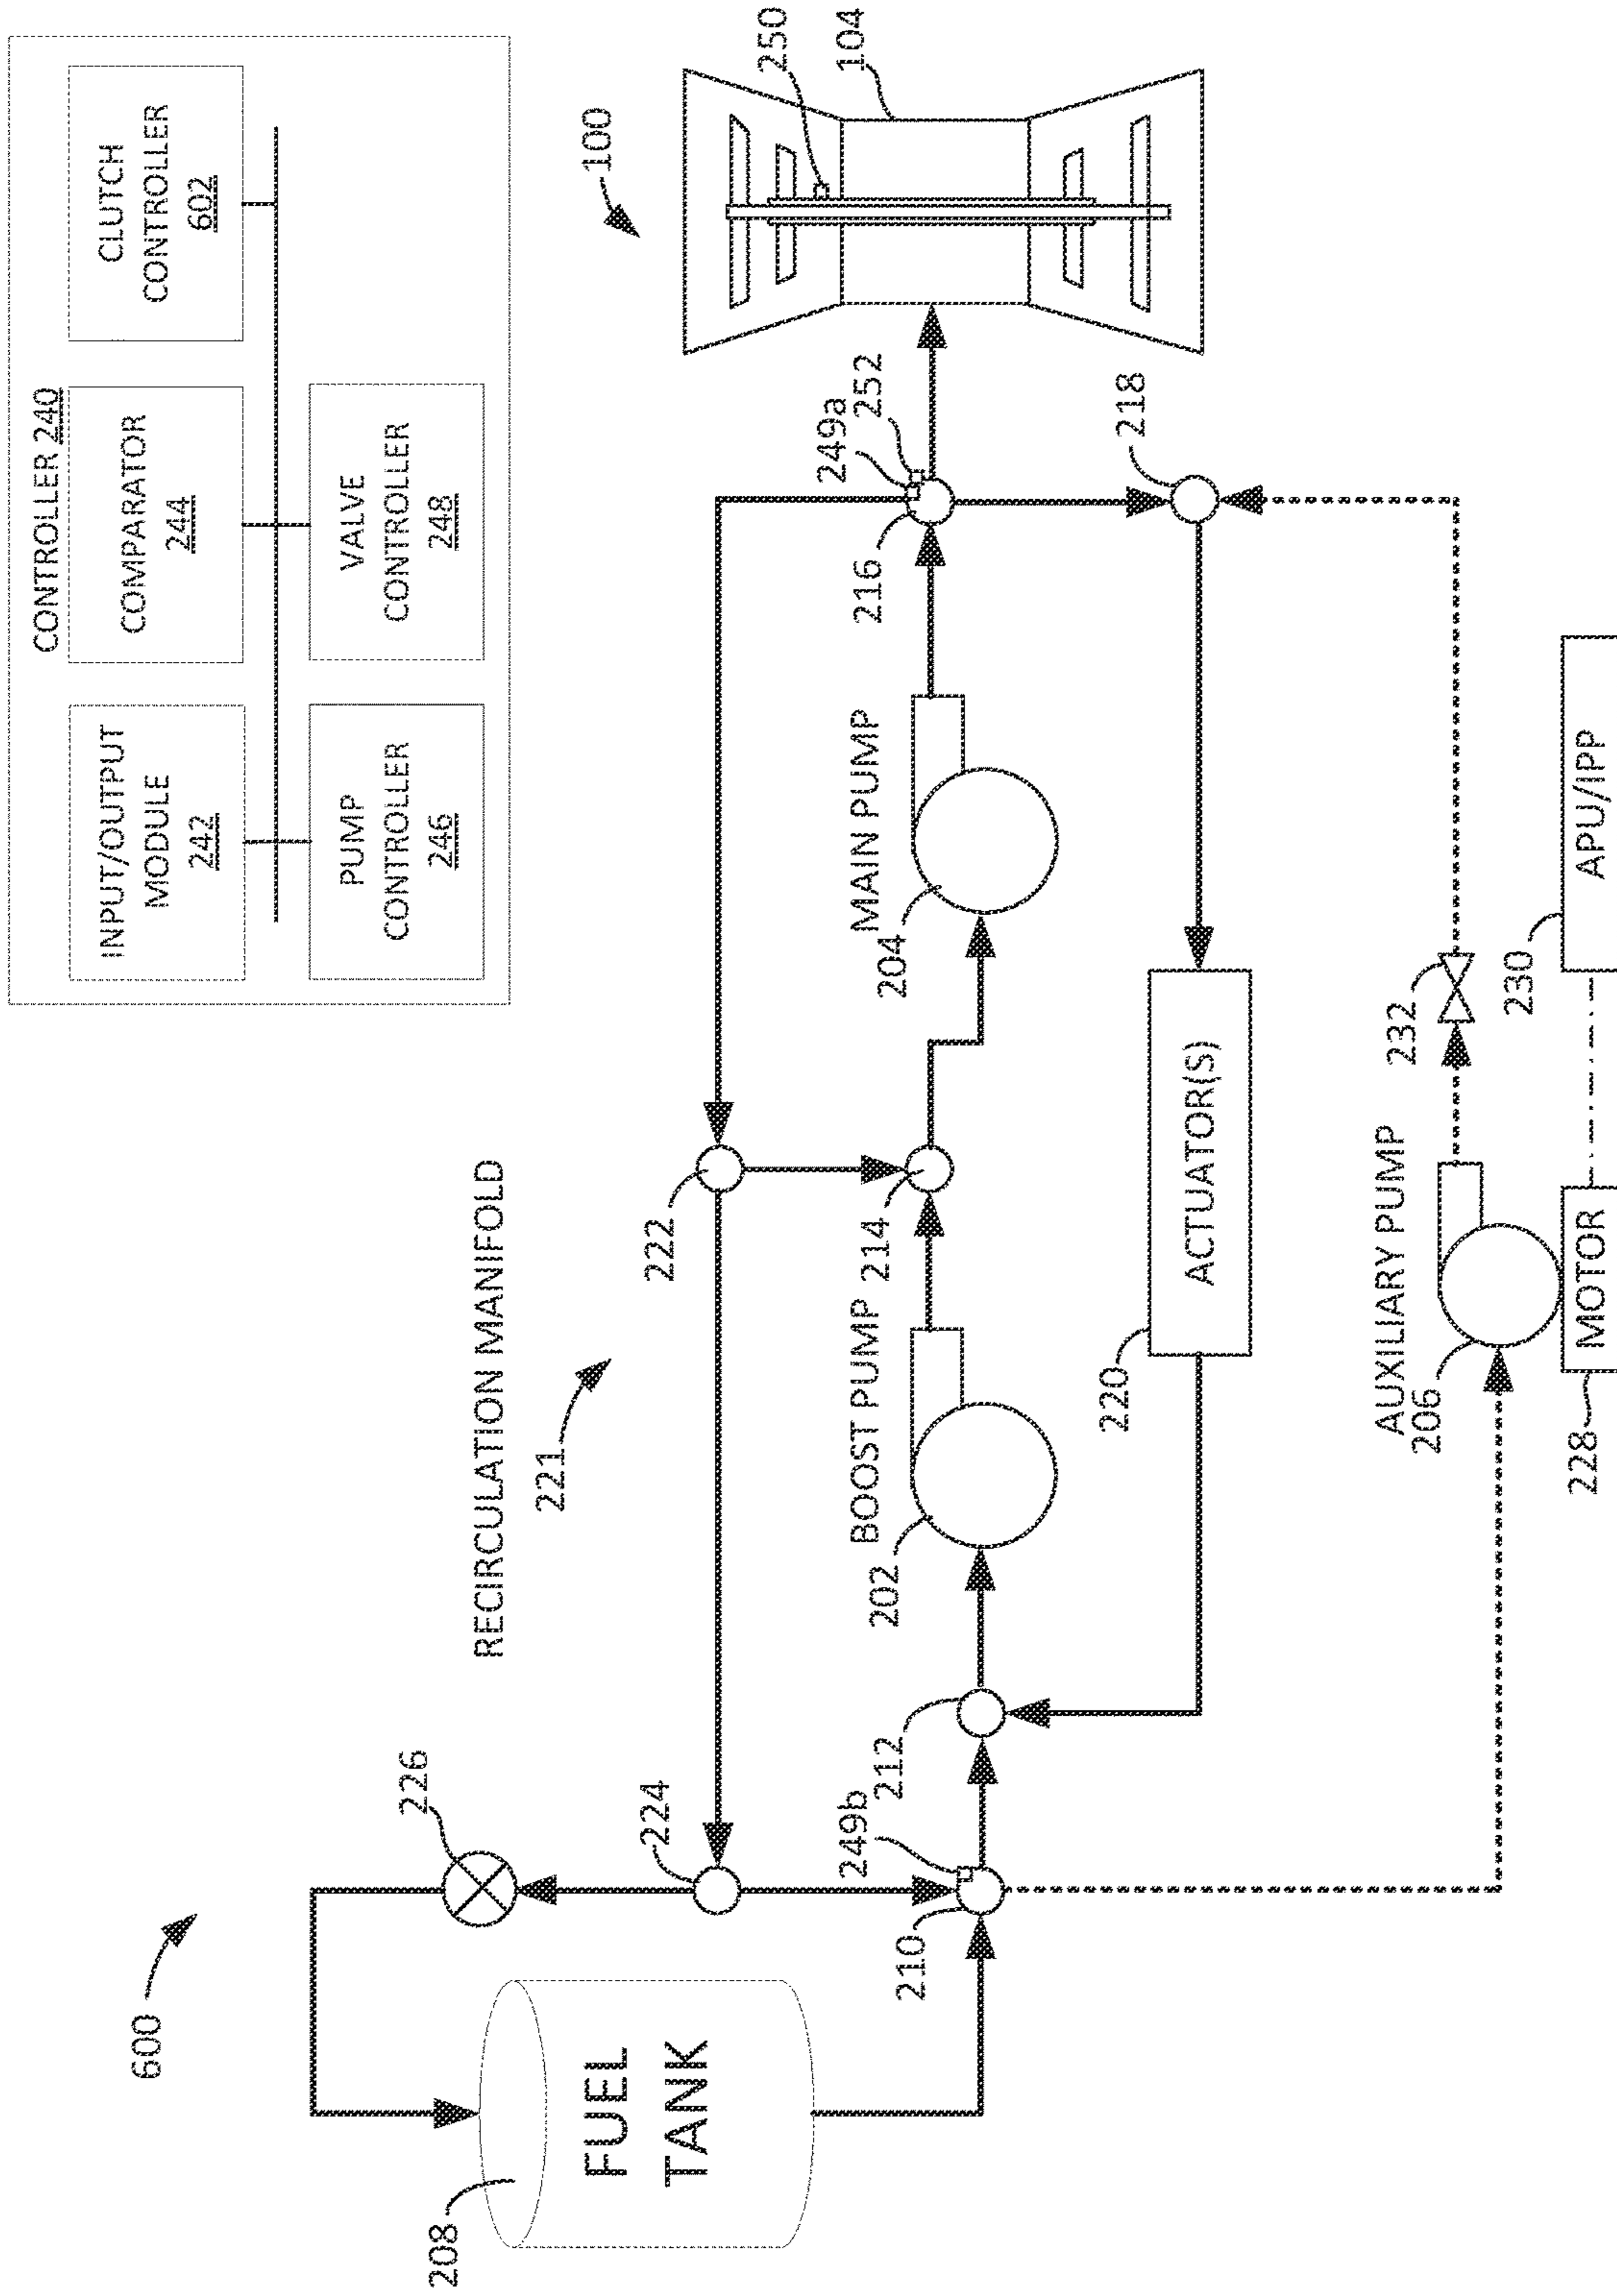 600
CONTROLLER 240
INPUT/OUTPUT
MODULE
242
COMPARATOR
244
CLUTCH
CONTROLLER
602
PUMP
CONTROLLER
246
VALVE
CONTROLLER
248
RECIRCULATION MANIFOLD
221
226
208
FUEL
TANK
224
222
100
250
104
249b
210
212
BOOST PUMP
202
214
MAIN PUMP
204
216
249a
252
218
220
ACTUATOR(S)
AUXILIARY PUMP
206
232
228
MOTOR
230
APU/IPP